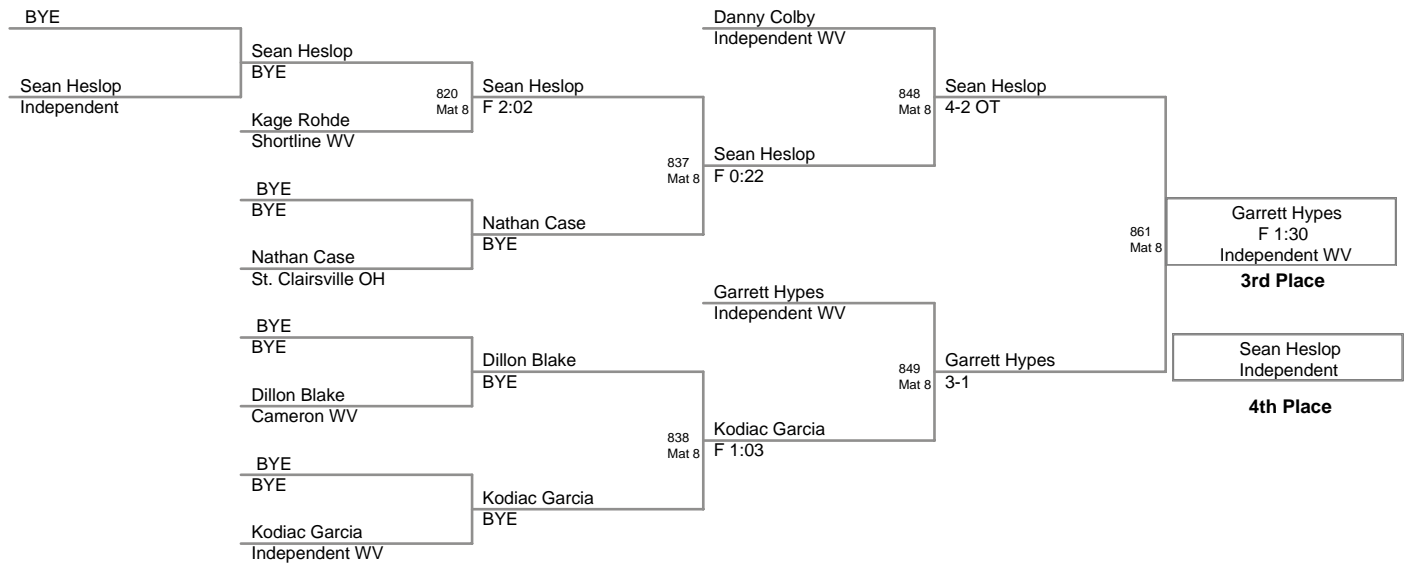 BYE
Sean Heslop
Independent
Sean Heslop
BYE
Kage Rohde
Shortline WV
BYE
BYE
Nathan Case
St. Clairsville OH
BYE
BYE
Dillon Blake
Cameron WV
BYE
BYE
Kodiac Garcia
Independent WV
820
Mat 8
Sean Heslop
F 2:02
Nathan Case
BYE
Dillon Blake
BYE
Kodiac Garcia
BYE
837
Mat 8
838
Mat 8
Danny Colby
Independent WV
Sean Heslop
F 0:22
Garrett Hypes
Independent WV
Kodiac Garcia
F 1:03
848
Mat 8
849
Mat 8
Sean Heslop
4-2 OT
Garrett Hypes
3-1
861
Mat 8
Garrett Hypes
F 1:30
Independent WV
3rd Place
Sean Heslop
Independent
4th Place